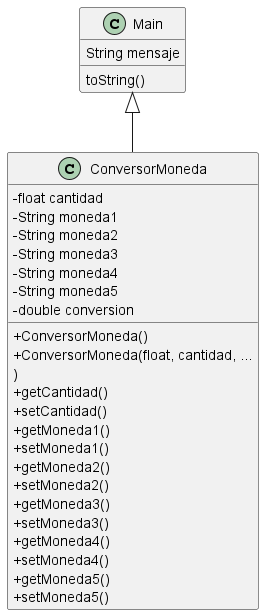 C Main
String mensaje
toString()
C ConversorMoneda
-float cantidad
-String moneda1
-String moneda2
-String moneda3
-String moneda4
-String moneda5
-double conversion
+ConversorMoneda()
+ConversorMoneda(float, cantidad, ...
)
+getCantidad()
+setCantidad()
+getMoneda1()
+setMoneda1()
+getMoneda2()
+setMoneda2()
+getMoneda3()
+setMoneda3()
+getMoneda4()
+setMoneda4()
+getMoneda5()
+setMoneda5()